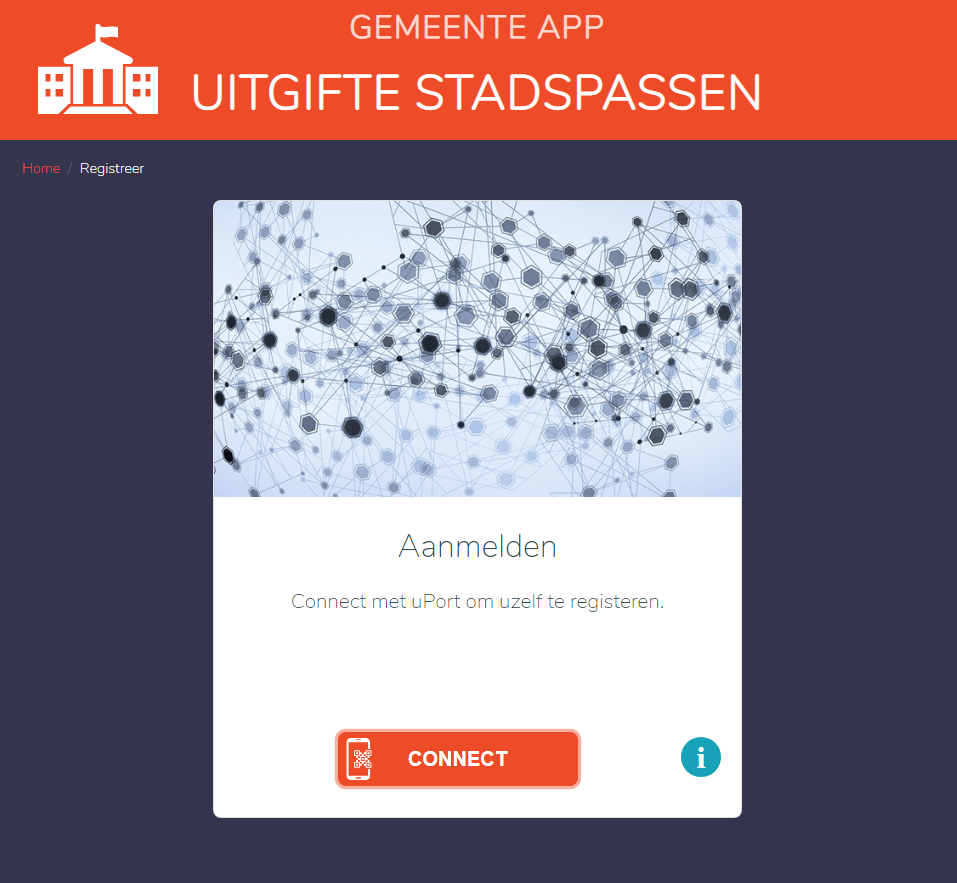 GEMEENTE APP
UITGIFTE STADSPASSEN
Home / Registreer
Aanmelden
Connect met uPort om uzelf te registeren.
CONNECT
i